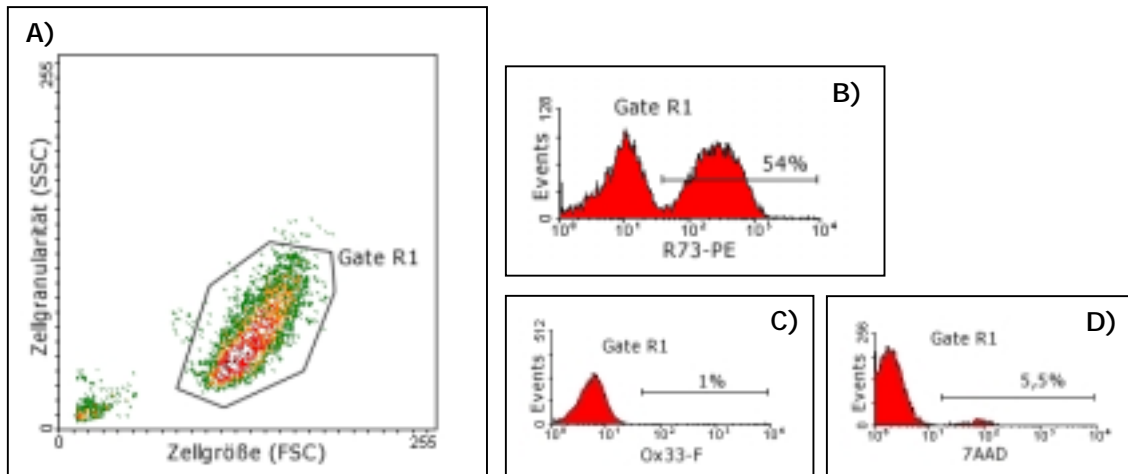 A)
255
Zellgranularität (SSC)
Gate R1
0
0
255
Zellgröße (FSC)
B)
128
Gate R1
Events
54%
0
10⁰ 10¹ 10² 10³ 10⁴
R73-PE
C)
512
Gate R1
Events
1%
0
10⁰ 10¹ 10² 10³ 10⁴
Ox33-F
D)
256
Gate R1
Events
5,5%
0
10⁰ 10¹ 10² 10³ 10⁴
7AAD